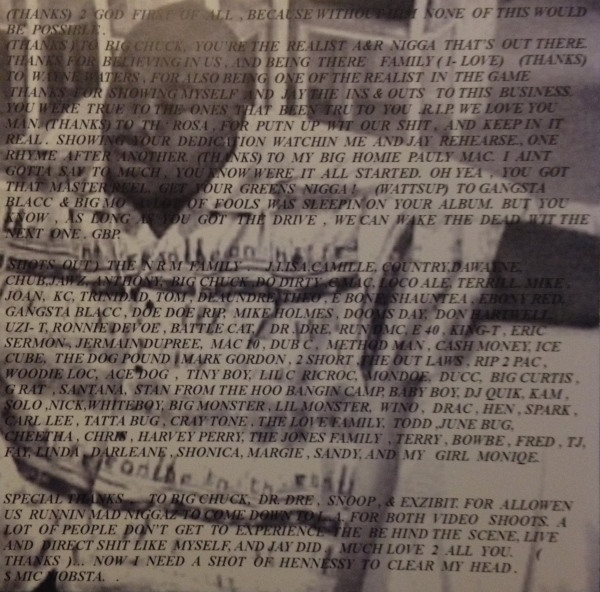 (THANKS) 2 GOD FIRST OF ALL , BECAUSE WITHOUT HIM NONE OF THIS WOULD
BE POSSIBLE .
(THANKS ) TO BIG CHUCK, YOU'RE THE REALIST A&R NIGGA THAT'S OUT THERE.
THANKS FOR BELIEVING IN US , AND BEING THERE FAMILY ( 1- LOVE) (THANKS)
TO WAYNE WATERS , FOR ALSO BEING ONE OF THE REALIST IN THE GAME
THANKS FOR SHOWING MYSELF AND JAY THE INS & OUTS TO THIS BUSINESS.
YOU WERE TRUE TO THE ONES THAT BEEN TRU TO YOU .R.I.P. WE LOVE YOU
MAN. (THANKS) TO ROSA , FOR PUTN UP WIT OUR SHIT , AND KEEP IN IT
REAL . SHOWING YOUR DEDICATION WATCHIN ME AND JAY REHEARSE., ONE
RHYME AFTER ANOTHER. (THANKS) TO MY BIG HOMIE PAULY MAC. I AINT
GOTTA SAY TO MUCH , YOU KNOW WERE IT ALL STARTED. OH YEA , YOU GOT
THAT MASTER REEL. GET OUR GREENS NIGGA ! (WATTSUP) TO GANGSTA
BLACC & BIG MO OF FOOLS WAS SLEEPIN ON YOUR ALBUM. BUT YOU
KNOW , AS LONG AS YOU GOT THE DRIVE , WE CAN WAKE THE DEAD WIT THE
NEXT ONE . GBP.
SHOTS OUT ) THE N R M FAMILY . J.LISA,CAMILLE, COUNTRY,DAWAYNE,
CHUB,JAWZ, ANTHONY, BIG CHUCK, DO DIRTY, C MAC, LOCO ALE, TERRILL, MIKE ,
JOAN, KC, TRINIDAD, TOM , DEAUNDRE, THEO , E BONE, SHAUNTEA , EBONY RED,
GANGSTA BLACC , DOE DOE RIP, MIKE HOLMES , DOOMS DAY, DON HARTWELL,
UZI- T, RONNIE DEVOE , BATTLE CAT, DR . DRE, RUN DMC, E 40 , KING-T , ERIC
SERMON , JERMAIN DUPREE, MAC 10 , DUB C , METHOD MAN , CASH MONEY, ICE
CUBE, THE DOG POUND , MARK GORDON , 2 SHORT , THE OUT LAWS , RIP 2 PAC ,
WOODIE LOC, ACE DOG , TINY BOY, LIL C RICROC, MONDOE, DUCC, BIG CURTIS ,
G RAT , SANTANA. STAN FROM THE HOO BANGIN CAMP, BABY BOY, DJ QUIK, KAM ,
SOLO ,NICK,WHITEBOY, BIG MONSTER , LIL MONSTER, WINO , DRAC , HEN , SPARK ,
CARL LEE , TATTA BUG , CRAY TONE . THE LOVE FAMILY, TODD ,JUNE BUG,
CHEETHA , CHRIS , HARVEY PERRY, THE JONES FAMILY , TERRY , BOWBE , FRED , TJ,
FAY, LINDA , DARLEANE , SHONICA, MARGIE , SANDY, AND MY GIRL MONIQE.
SPECIAL THANKS TO BIG CHUCK, DR. DRE , SNOOP , & EXZIBIT. FOR ALLOWEN
US RUNNIN MAD NIGGAZ TO COME DOWN TO L . A. FOR BOTH VIDEO SHOOTS. A
LOT OF PEOPLE DON'T GET TO EXPERIENCE THE BE HIND THE SCENE, LIVE
AND DIRECT SHIT LIKE MYSELF, AND JAY DID , MUCH LOVE 2 ALL YOU. (
THANKS )... NOW I NEED A SHOT OF HENNESSY TO CLEAR MY HEAD .
$ MIC MOBSTA. .